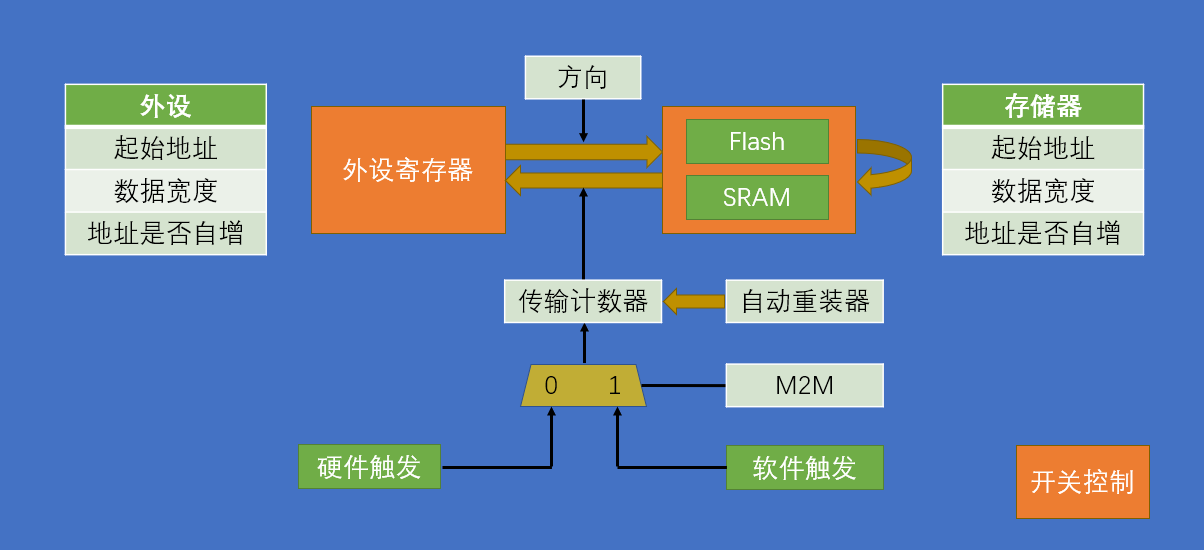 方向
外设
起始地址
数据宽度
地址是否自增
外设寄存器
Flash
SRAM
存储器
起始地址
数据宽度
地址是否自增
传输计数器
自动重装器
0 1
M2M
硬件触发
软件触发
开关控制